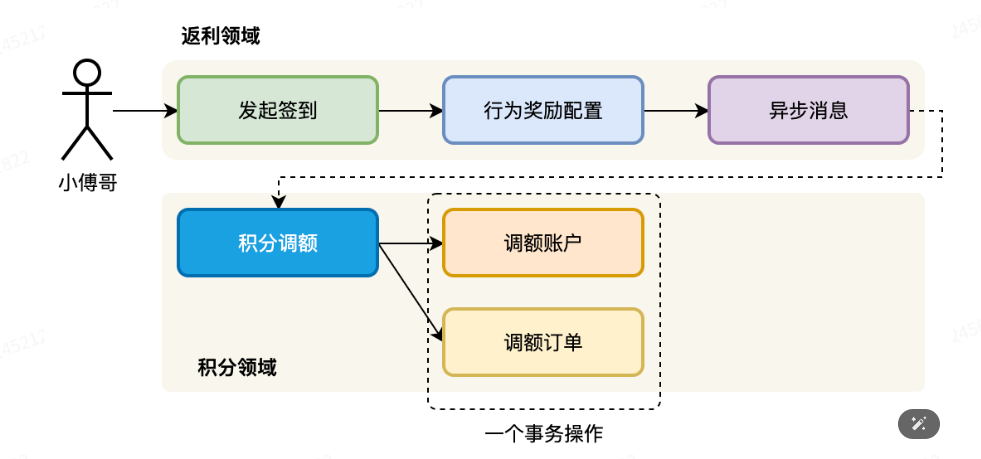 返利领域
发起签到
行为奖励配置
异步消息
小傅哥
积分调额
调额账户
调额订单
积分领域
一个事务操作